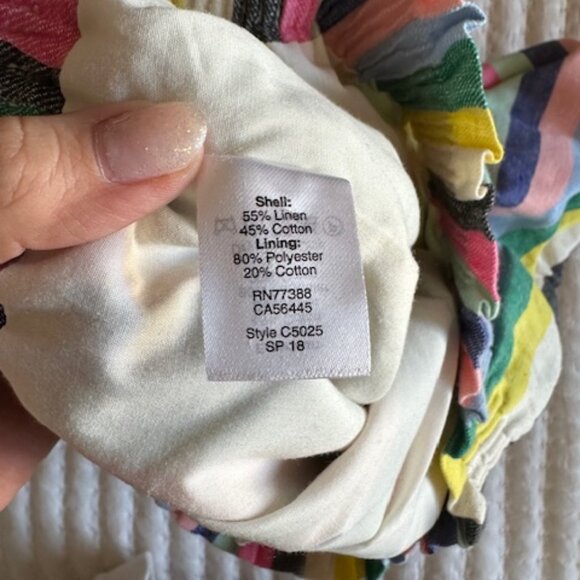 Shell:
55% Linen
45% Cotton
Lining:
80% Polyester
20% Cotton
RN77388
CA56445
Style C5025
SP 18